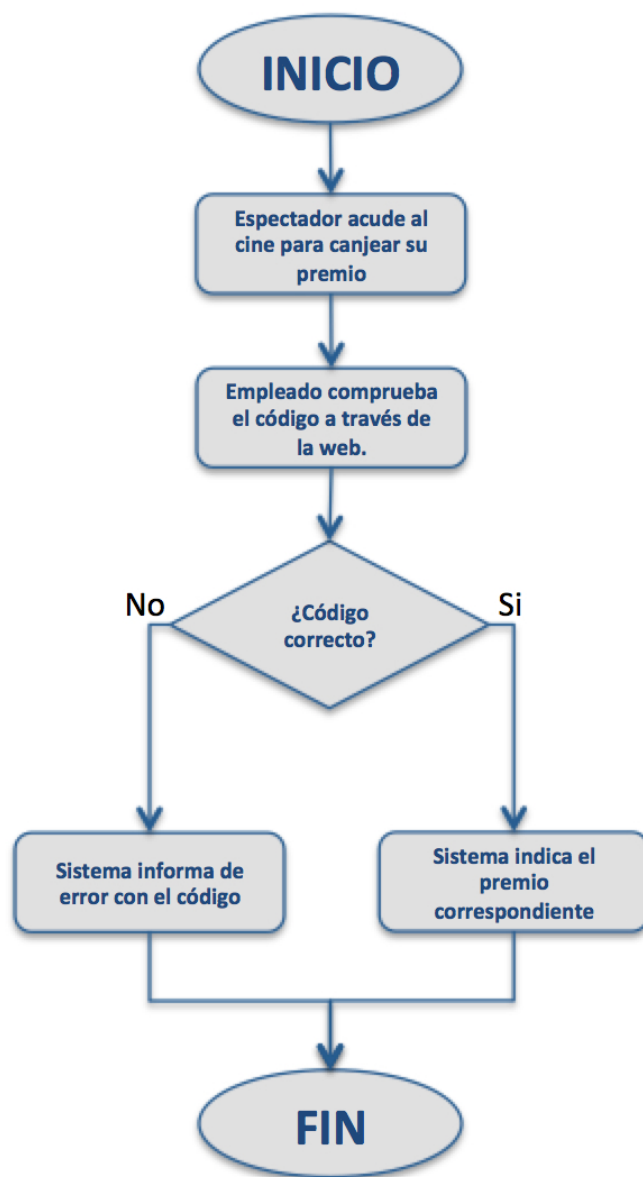 INICIO
Espectador acude al
cine para canjear su
premio
Empleado comprueba
el código a través de
la web.
¿Código
correcto?
No
Si
Sistema informa de
error con el código
Sistema indica el
premio
correspondiente
FIN